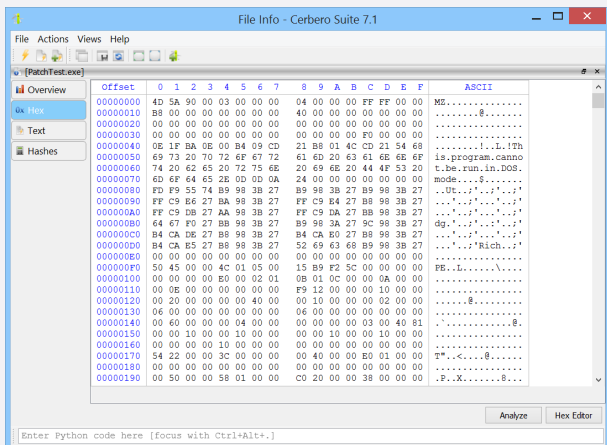 File Info - Cerbero Suite 7.1
File Actions Views Help
[PatchTest.exe]
Overview
Hex
Text
Hashes
Offset 0 1 2 3 4 5 6 7 8 9 A B C D E F ASCII
00000000 4D 5A 90 00 03 00 00 00 04 00 00 00 FF FF 00 00 MZ..............
00000010 B8 00 00 00 00 00 00 00 40 00 00 00 00 00 00 00 ........@.......
00000020 00 00 00 00 00 00 00 00 00 00 00 00 00 00 00 00 ................
00000030 00 00 00 00 00 00 00 00 00 00 00 00 F0 00 00 00 ................
00000040 0E 1F BA 0E 00 B4 09 CD 21 B8 01 4C CD 21 54 68 ........!..L.!Th
00000050 69 73 20 70 72 6F 67 72 61 6D 20 63 61 6E 6E 6F is.program.canno
00000060 74 20 62 65 20 72 75 6E 20 69 6E 20 44 4F 53 20 t.be.run.in.DOS.
00000070 6D 6F 64 65 2E 0D 0D 0A 24 00 00 00 00 00 00 00 mode....$.......
00000080 FD F9 55 74 B9 98 3B 27 B9 98 3B 27 B9 98 3B 27 ..Ut..;'..;'..;'
00000090 FF C9 E6 27 BA 98 3B 27 FF C9 E4 27 B8 98 3B 27 ...'..;'...'..;'
000000A0 FF C9 DB 27 AA 98 3B 27 FF C9 DA 27 BB 98 3B 27 ...'..;'...'..;'
000000B0 64 67 F0 27 BB 98 3B 27 B9 98 3A 27 9C 98 3B 27 dg.'..;'..:'..;'
000000C0 B4 CA DE 27 B8 98 3B 27 B4 CA E0 27 B8 98 3B 27 ...'..;'...'..;'
000000D0 B4 CA E5 27 B8 98 3B 27 52 69 63 68 B9 98 3B 27 ...'..;'Rich..;'
000000E0 00 00 00 00 00 00 00 00 00 00 00 00 00 00 00 00 ................
000000F0 50 45 00 00 4C 01 05 00 15 B9 F2 5C 00 00 00 00 PE..L......\....
00000100 00 00 00 00 E0 00 02 01 0B 01 0C 00 00 0A 00 00 ................
00000110 00 0E 00 00 00 00 00 00 F9 12 00 00 00 10 00 00 ................
00000120 00 20 00 00 00 00 40 00 00 10 00 00 00 02 00 00 ......@.........
00000130 06 00 00 00 00 00 00 00 06 00 00 00 00 00 00 00 ................
00000140 00 60 00 00 00 04 00 00 00 00 00 00 03 00 40 81 .`............@.
00000150 00 00 10 00 00 10 00 00 00 00 10 00 00 10 00 00 ................
00000160 00 00 00 00 10 00 00 00 00 00 00 00 00 00 00 00 ................
00000170 54 22 00 00 3C 00 00 00 00 40 00 00 E0 01 00 00 T"..<....@......
00000180 00 00 00 00 00 00 00 00 00 00 00 00 00 00 00 00 ................
00000190 00 50 00 00 58 01 00 00 C0 20 00 00 38 00 00 00 .P..X.......8...
Analyze Hex Editor
Enter Python code here [focus with Ctrl+Alt+.]